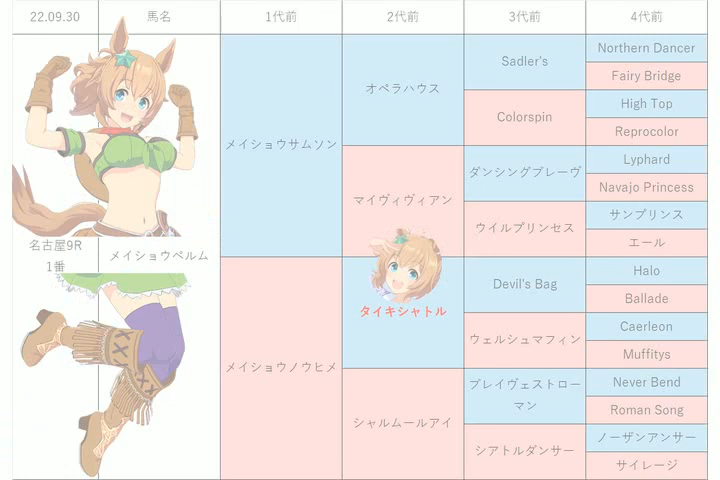 22.09.30
馬名
1代前
2代前
3代前
4代前
名古屋9R
1番
メイショウペルム
メイショウサムソン
メイショウノウヒメ
オペラハウス
マイヴィヴィアン
タイキシャトル
シャルムールアイ
Sadler's
Colorspin
ダンシングブレーヴ
ウイルプリンセス
Devil's Bag
ウェルシュマフィン
ブレイヴェストロー
マン
シアトルダンサー
Northern Dancer
Fairy Bridge
High Top
Reprocolor
Lyphard
Navajo Princess
サンプリンス
エール
Halo
Ballade
Caerleon
Muffitys
Never Bend
Roman Song
ノーザンアンサー
サイレージ